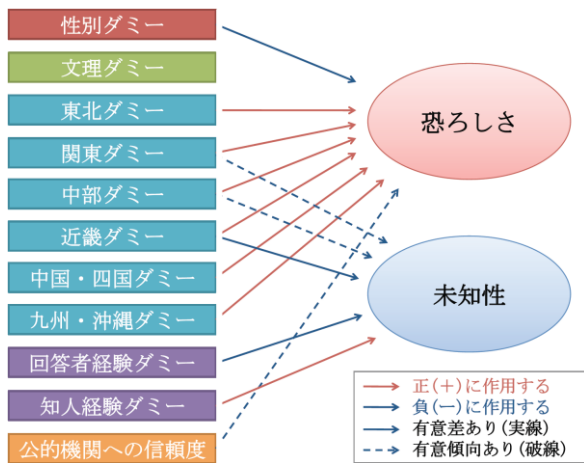 性別ダミー
文理ダミー
東北ダミー
関東ダミー
中部ダミー
近畿ダミー
中国・四国ダミー
九州・沖縄ダミー
回答者経験ダミー
知人経験ダミー
公的機関への信頼度
恐ろしさ
未知性
正(+)に作用する
負(ー)に作用する
有意差あり(実線)
有意傾向あり(破線)